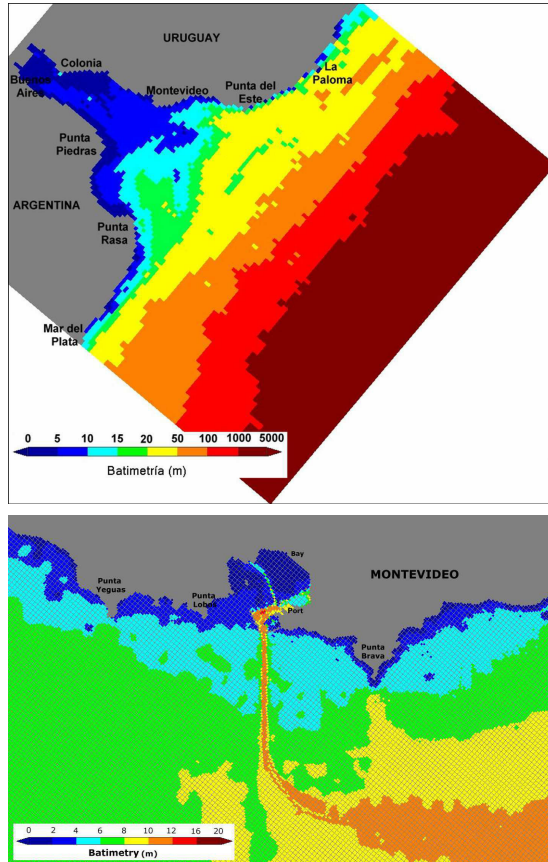 URUGUAY
Colonia
La
Paloma
Buenos
Aires
Montevideo
Punta del
Este
Punta
Piedras
ARGENTINA
Punta
Rasa
Mar del
Plata
0 5 10 15 20 50 100 1000 5000
Batimetría (m)
Bay
MONTEVIDEO
Punta
Yeguas
Punta
Lobos
Port
Punta
Brava
0 2 4 6 8 10 12 16 20
Batimetry (m)